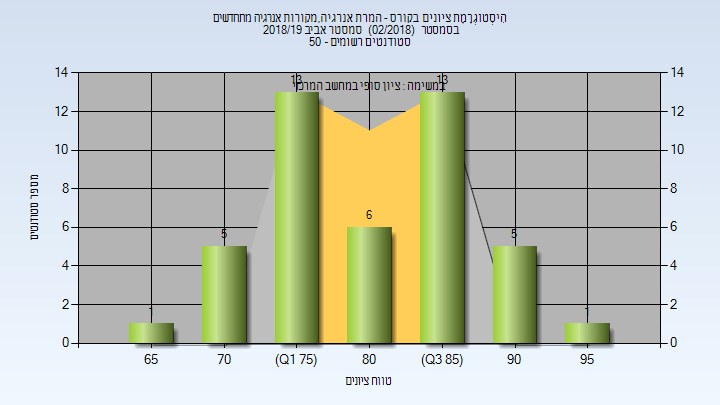 הִיסטוּגְרָמַת ציונים בקורס - המרת אנרגיה,מקורות אנרגיה מתחדשים
בסמסטר (02/2018) סמסטר אביב 2018/19
סטודנטים רשומים - 50
במשימה : ציון סופי במחשב המרכזי
מספר סטודנטים
14 12 10 8 6 4 2 0
1 5 13 6 13 5 1
14 12 10 8 6 4 2 0
65 70 (Q1 75) 80 (Q3 85) 90 95
טווח ציונים